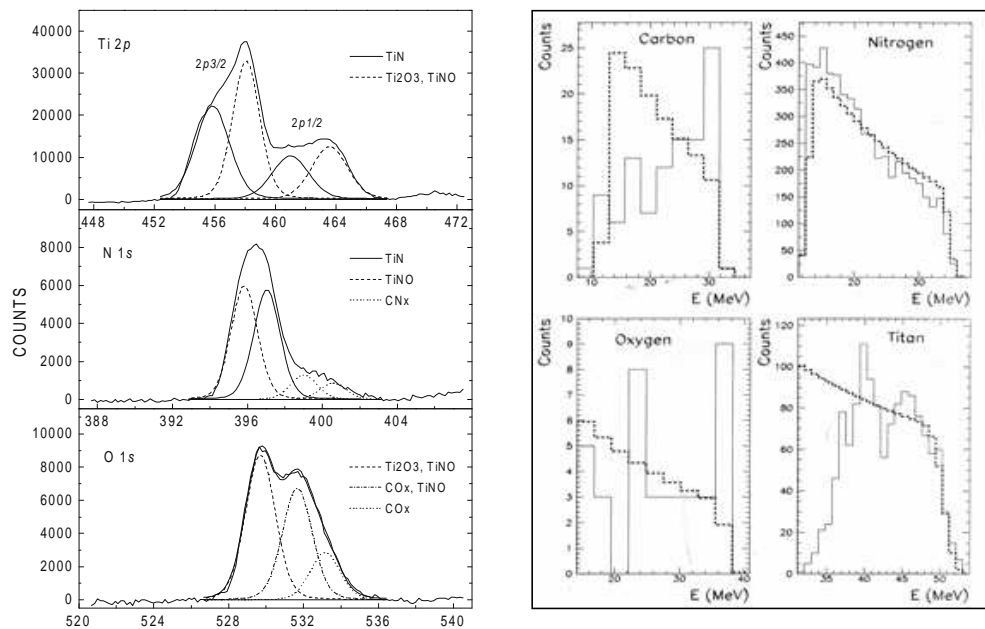 Ti 2p
2p3/2
2p1/2
TiN
Ti2O3, TiNO
40000
30000
20000
10000
0
448 452 456 460 464 468 472
N 1s
TiN
TiNO
CNx
8000
6000
4000
2000
0
388 392 396 400 404
COUNTS
O 1s
Ti2O3, TiNO
COx, TiNO
COx
10000
8000
6000
4000
2000
0
520 524 528 532 536 540
Carbon
Counts
25
20
15
10
5
0
10 20 30
E (MeV)
Nitrogen
Counts
450
400
350
300
250
200
150
100
50
0
20 30
E (MeV)
Oxygen
Counts
10
9
8
7
6
5
4
3
2
1
0
20 30 40
E (MeV)
Titan
Counts
120
100
80
60
40
20
0
35 40 45 50
E (MeV)